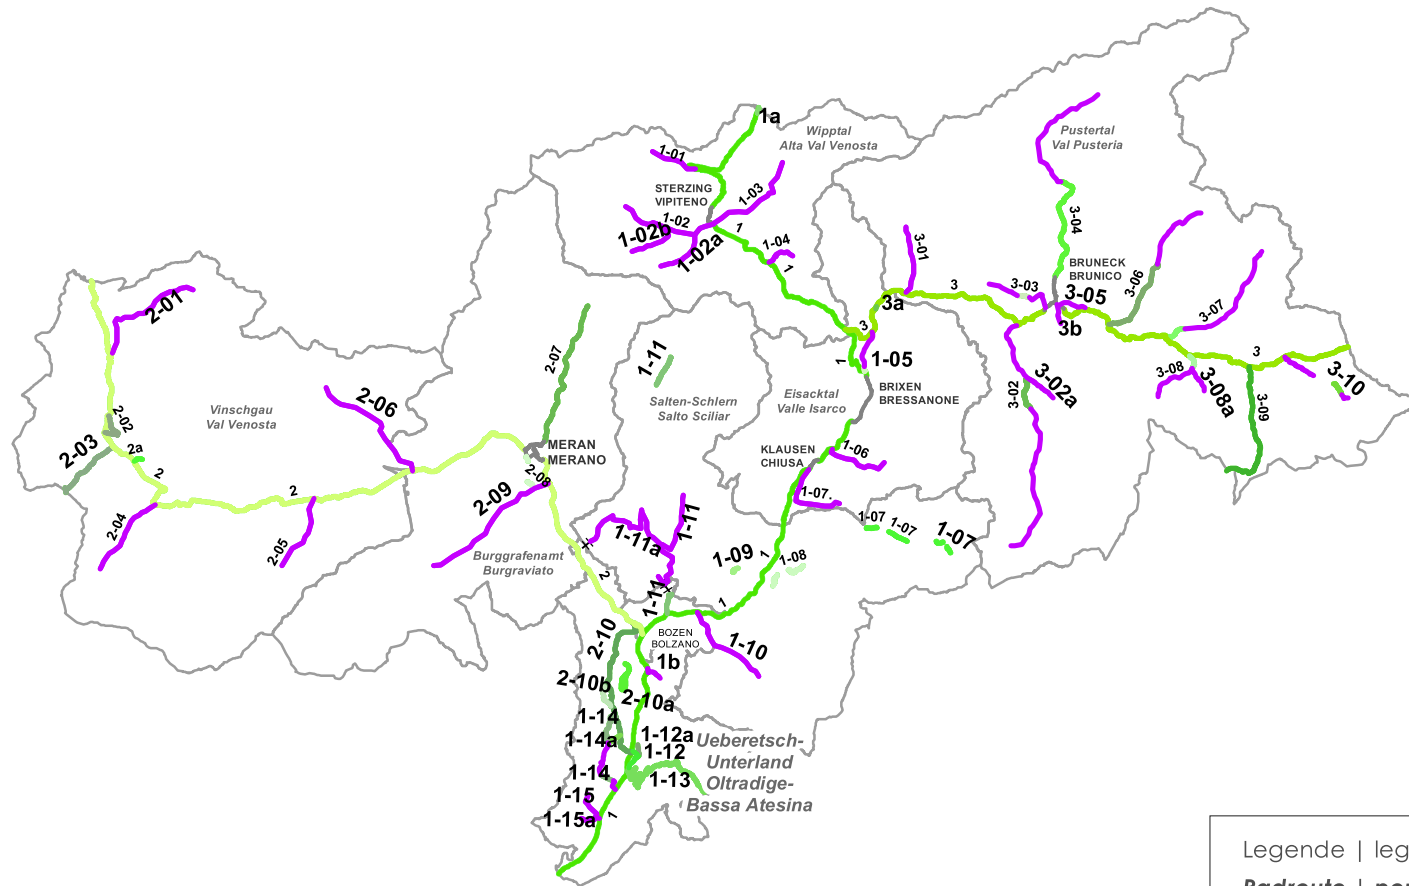 1a
Wipptal
Alta Val Venosta
Pustertal
Val Pusteria
1-01
STERZING
VIPITENO
1-03
1-02
1-02b
1-02a
1
1-04
1
3-01
3-04
BRUNECK
BRUNICO
3-06
3-03
3-05
3
3a
3b
3-07
2-01
3
1
1-05
3
3-08
3-08a
3-10
3-02
3-02a
3-09
2-07
1-11
BRIXEN
BRESSANONE
Eisacktal
Valle Isarco
Salten-Schlern
Salto Sciliar
Vinschgau
Val Venosta
2-06
2-02
2-03
2a
2
2
MERAN
MERANO
2-08
2-09
KLAUSEN
CHIUSA
1-06
1-07.
2-04
2-05
1-11
1-11a
1-07
1-07
1-07
1-09
1
1-08
Burggrafenamt
Burgraviato
2
1-11
1
BOZEN
BOLZANO
1-10
2-10
1b
2-10b
2-10a
1-14
1-14a
1-12a
1-12
1-14
1-13
Ueberetsch-
Unterland
Oltradige-
Bassa Atesina
1-15
1-15a
1
Legende | leg